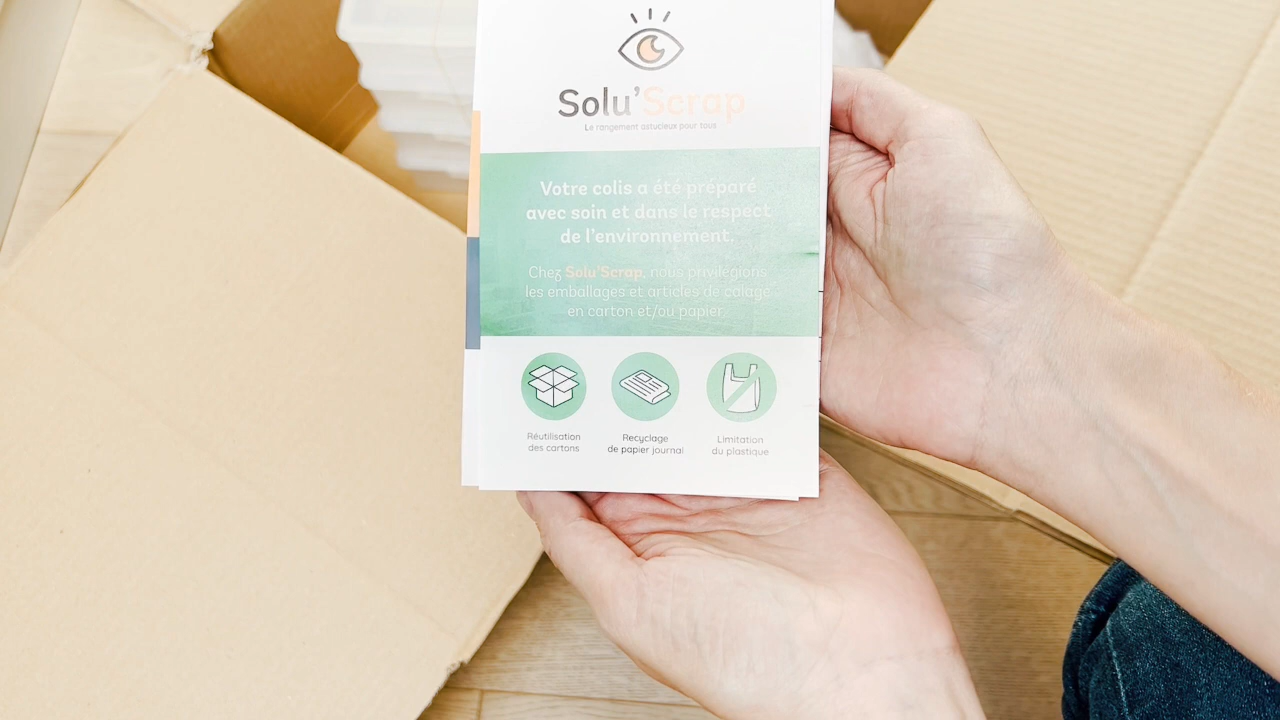 Solu'Scrap
Le rangement astucieux pour tous
Votre colis a été préparé
avec soin et dans le respect
de l'environnement.
Chez Solu'Scrap, nous privilégions
les emballages et articles de calage
en carton et/ou papier.
Réutilisation
des cartons
Recyclage
de papier journal
Limitation
du plastique